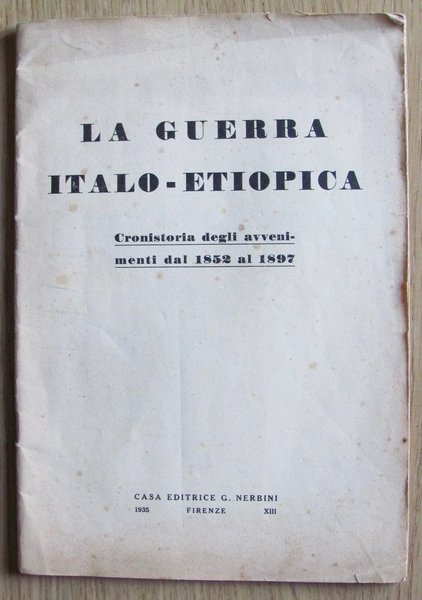 LA GUERRA
ITALO-ETIOPICA
Cronistoria degli avveni-
menti dal 1852 al 1897
CASA EDITRICE G. NERBINI
1935 FIRENZE XIII